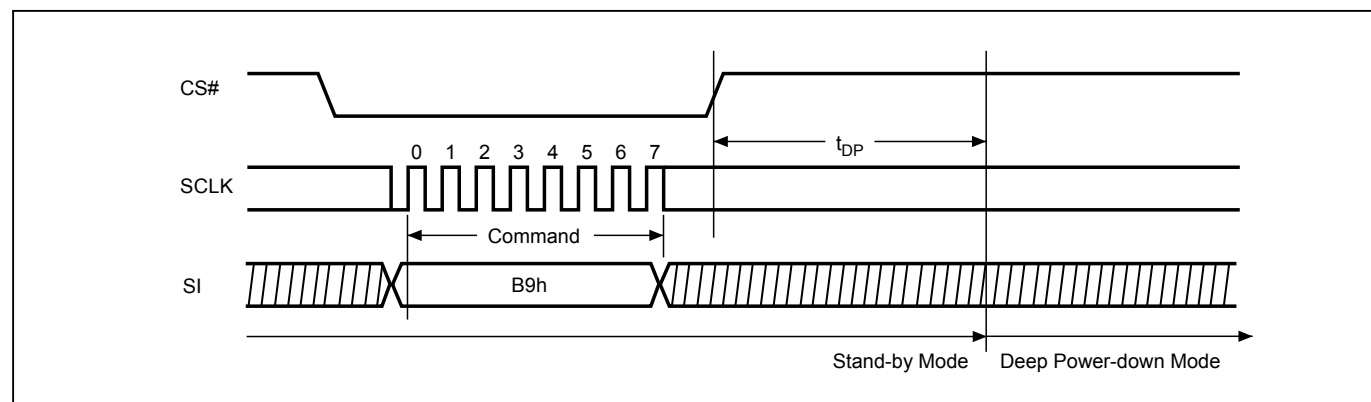 CS#
tDP
0 1 2 3 4 5 6 7
SCLK
Command
SI
B9h
Stand-by Mode
Deep Power-down Mode